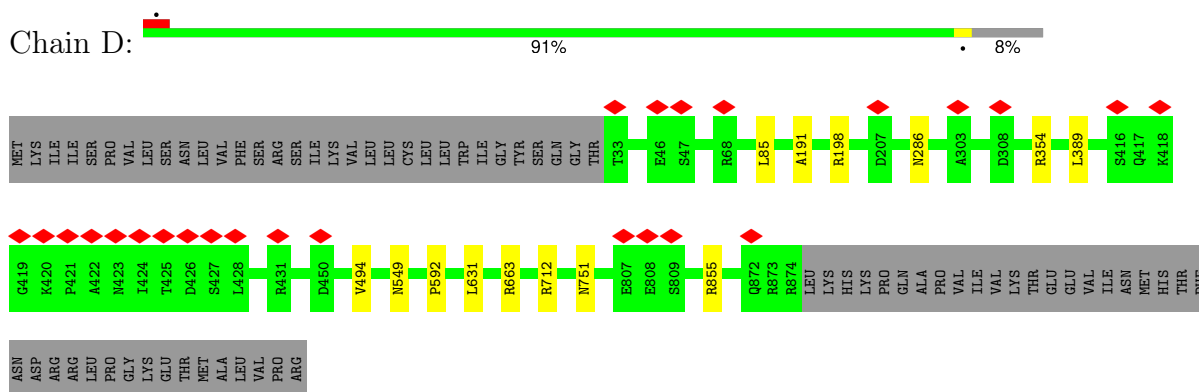 •
Chain D:
91%
•
8%
MET LYS ILE ILE SER PRO VAL LEU SER ASN LEU VAL PHE SER ARG SER ILE LYS VAL LEU LEU CYS LEU LEU TRP ILE GLY TYR SER GLN GLY THR T33 E46 S47 R68 L85 A191 R198 D207 N286 A303 D308 R354 L389 S416 Q417 K418
G419 K420 P421 A422 N423 I424 T425 D426 S427 L428 R431 D450 V494 N549 P592 L631 R663 R712 N751 E807 E808 S809 R855 Q872 R873 R874 LEU LYS HIS LYS PRO GLN ALA PRO VAL ILE VAL LYS THR GLU GLU VAL ILE ASN MET HIS THR
ASN ASP ARG ARG LEU PRO GLY LYS GLU THR MET ALA LEU VAL PRO ARG